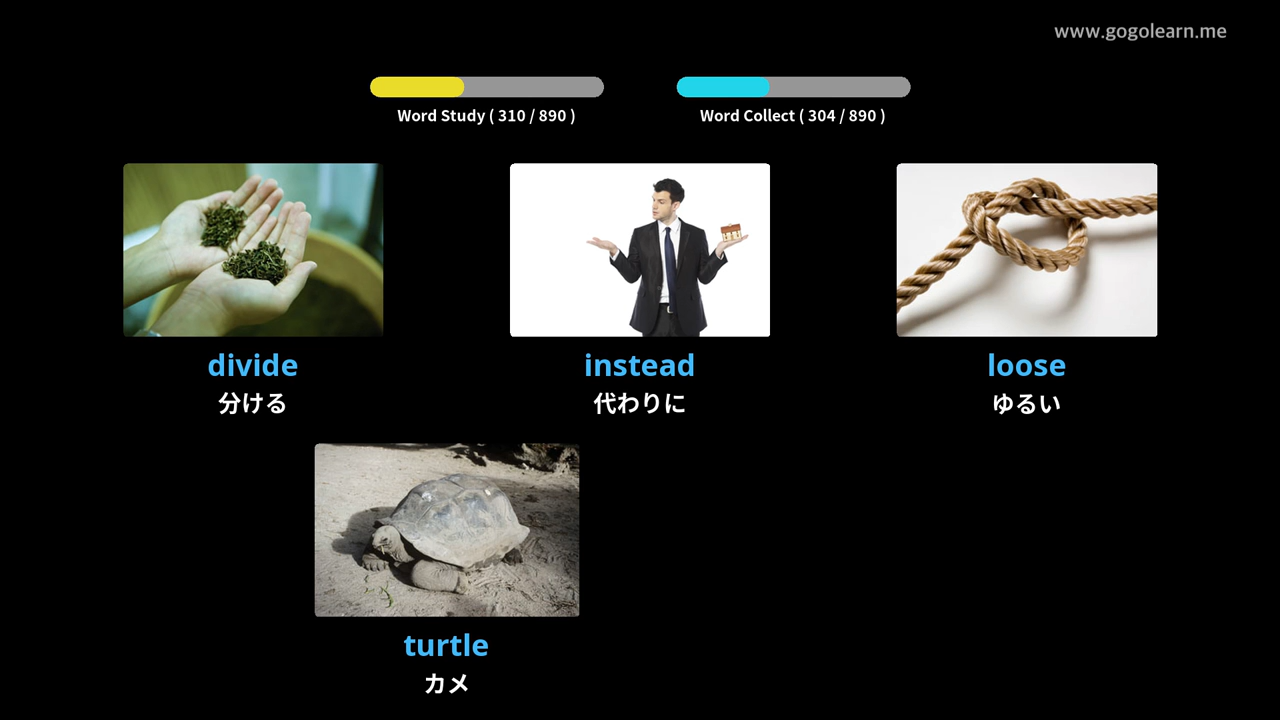 www.gogolearn.me
Word Study ( 310 / 890 )
Word Collect ( 304 / 890 )
divide
分ける
instead
代わりに
loose
ゆるい
turtle
カメ